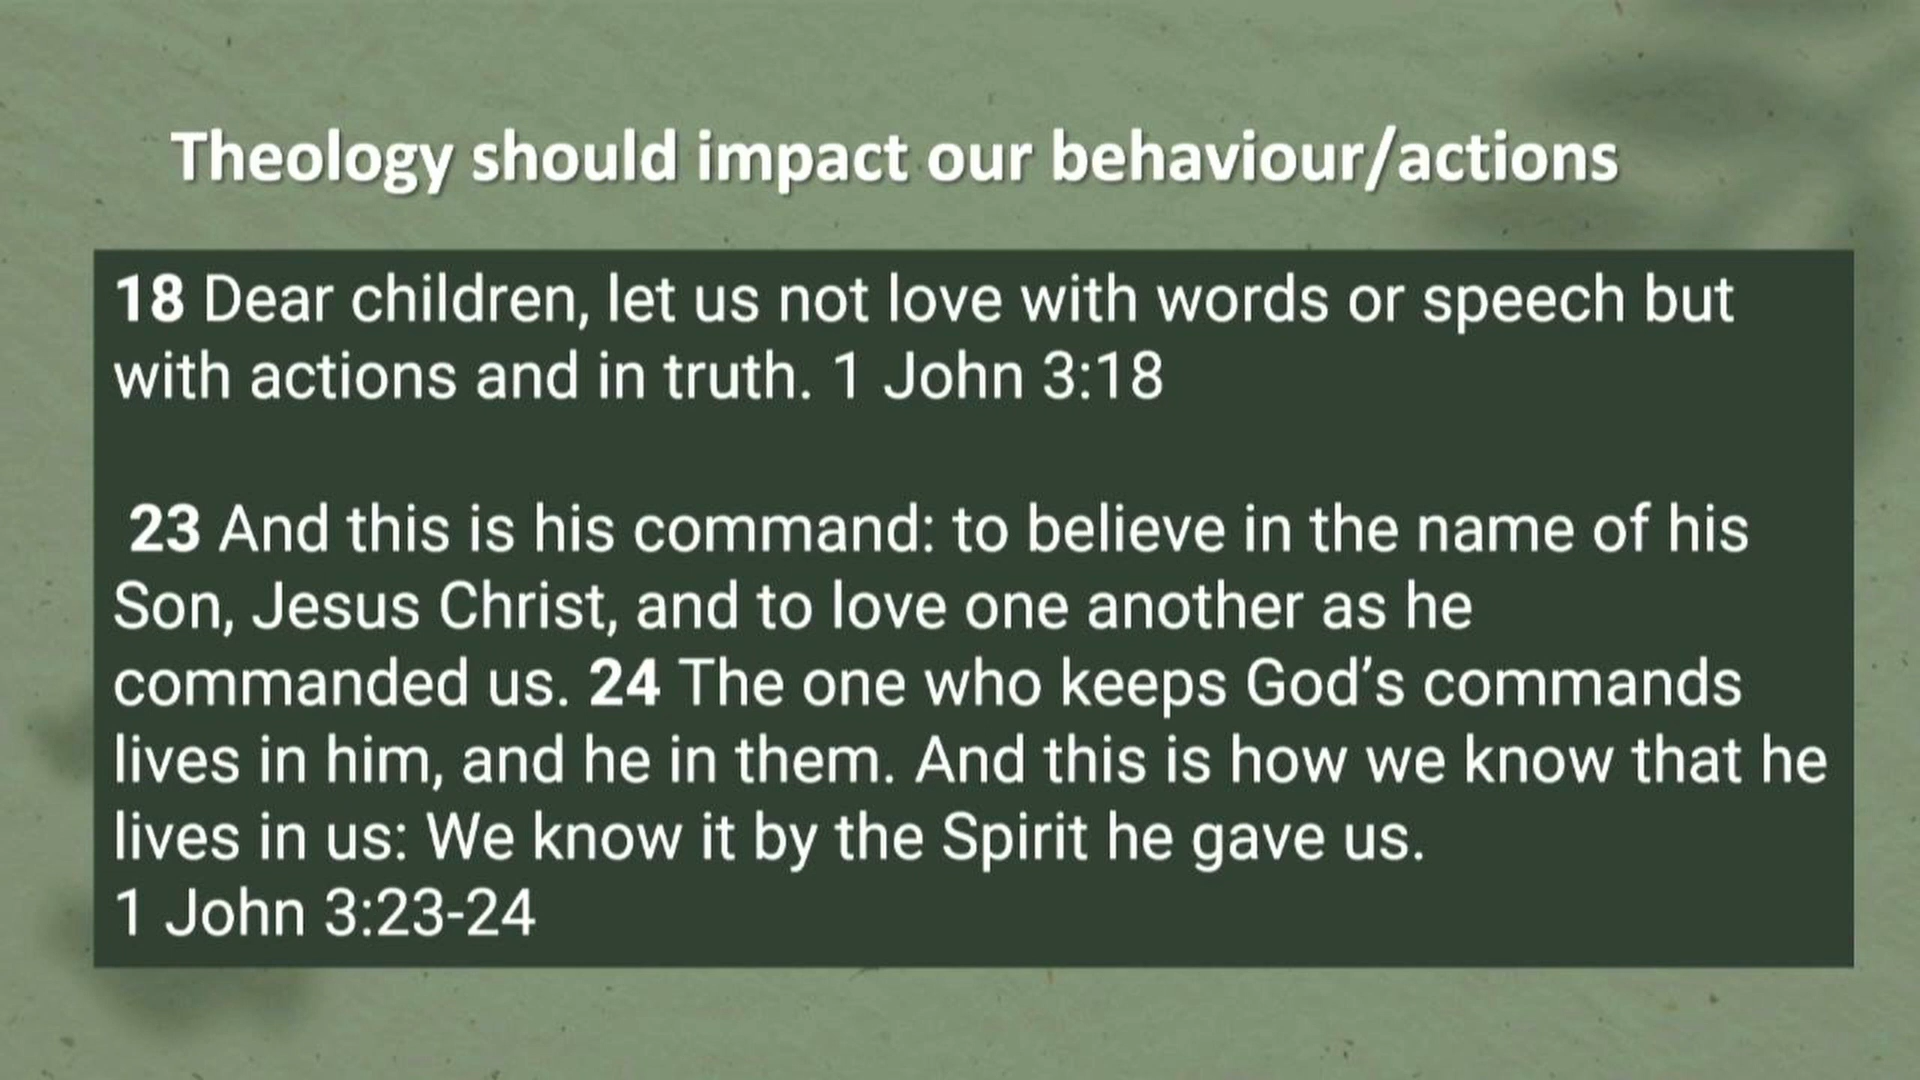 Theology should impact our behaviour/actions
18 Dear children, let us not love with words or speech but
with actions and in truth. 1 John 3:18
23 And this is his command: to believe in the name of his
Son, Jesus Christ, and to love one another as he
commanded us. 24 The one who keeps God’s commands
lives in him, and he in them. And this is how we know that he
lives in us: We know it by the Spirit he gave us.
1 John 3:23-24